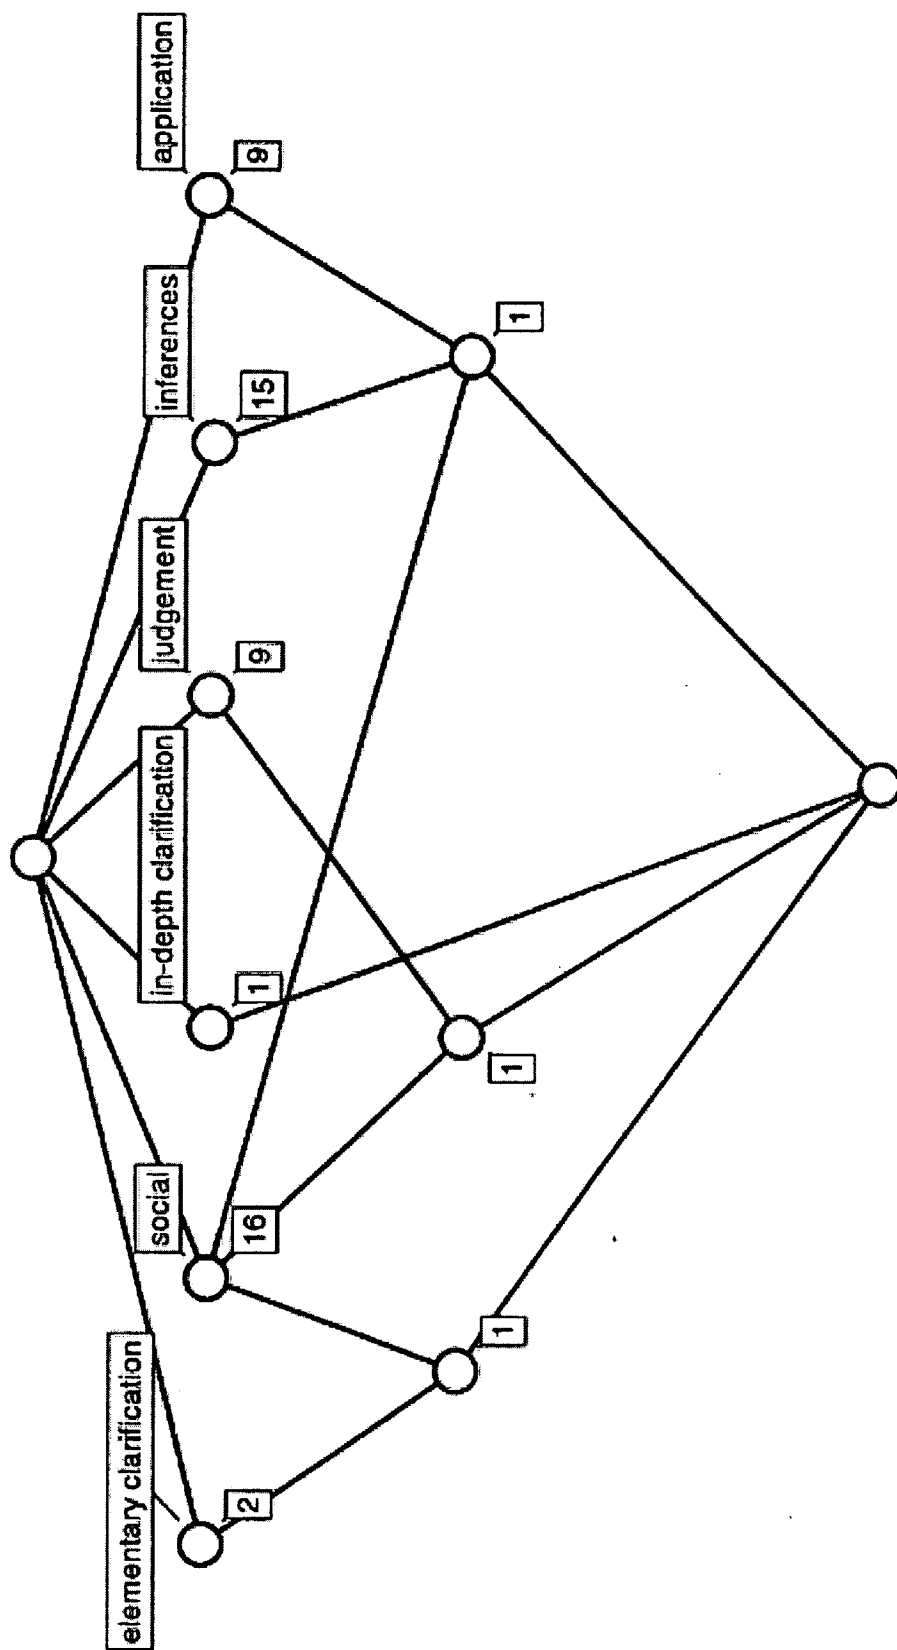 elementary clarification
social
in-depth clarification
judgement
inferences
application
2
16
1
9
15
9
1
1
1